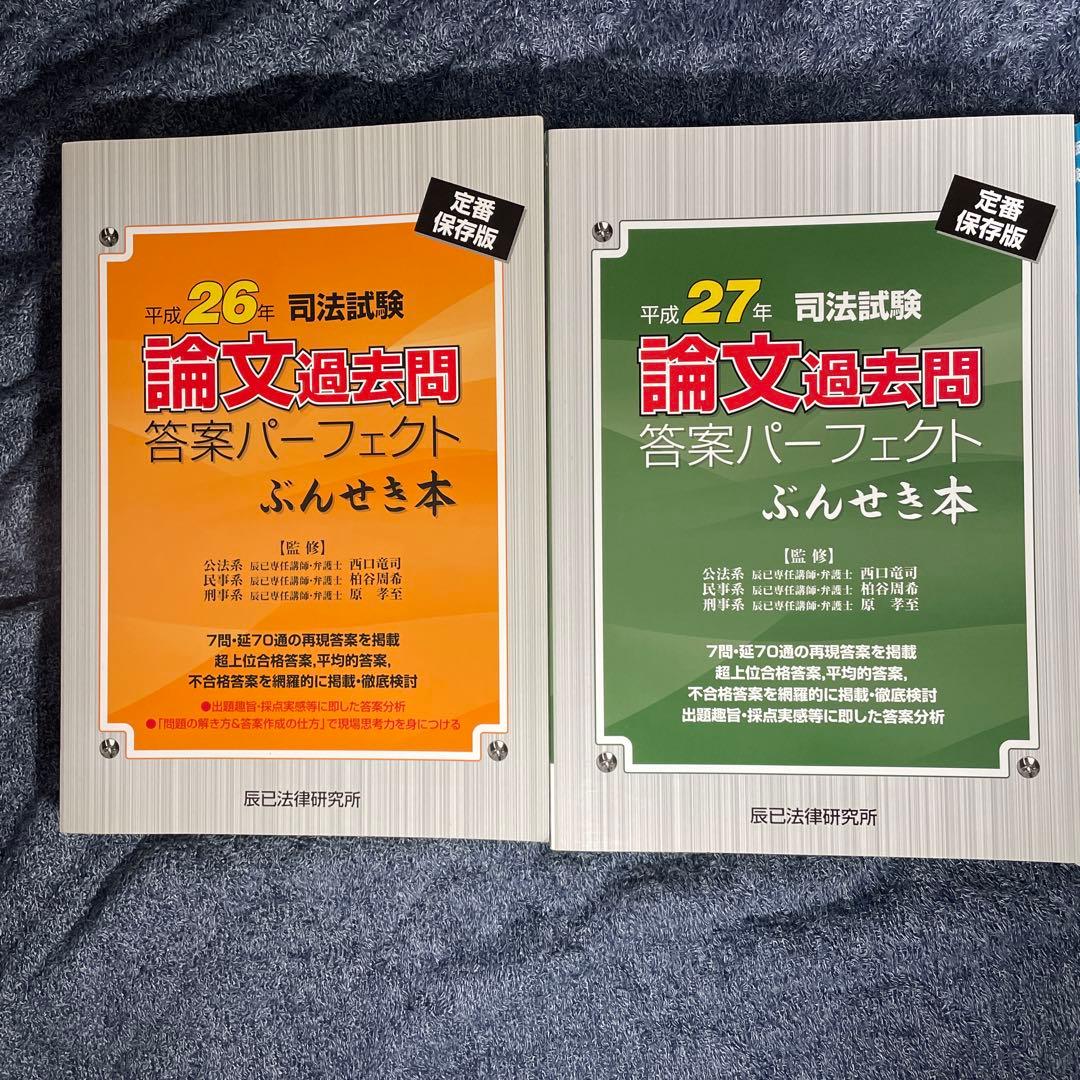 定番
保存版
平成26年 司法試験
論文過去問
答案パーフェクト
ぶんせき本
【監修】
公法系 辰已専任講師・弁護士 西口竜司
民事系 辰已専任講師・弁護士 柏谷周希
刑事系 辰已専任講師・弁護士 原 孝至
7問・延70通の再現答案を掲載
超上位合格答案,平均的答案,
不合格答案を網羅的に掲載・徹底検討
●出題趣旨・採点実感等に即した答案分析
●「問題の解き方&答案作成の仕方」で現場思考力を身につける
辰已法律研究所
定番
保存版
平成27年 司法試験
論文過去問
答案パーフェクト
ぶんせき本
【監修】
公法系 辰已専任講師・弁護士 西口竜司
民事系 辰已専任講師・弁護士 柏谷周希
刑事系 辰已専任講師・弁護士 原 孝至
7問・延70通の再現答案を掲載
超上位合格答案,平均的答案,
不合格答案を網羅的に掲載・徹底検討
出題趣旨・採点実感等に即した答案分析
辰已法律研究所